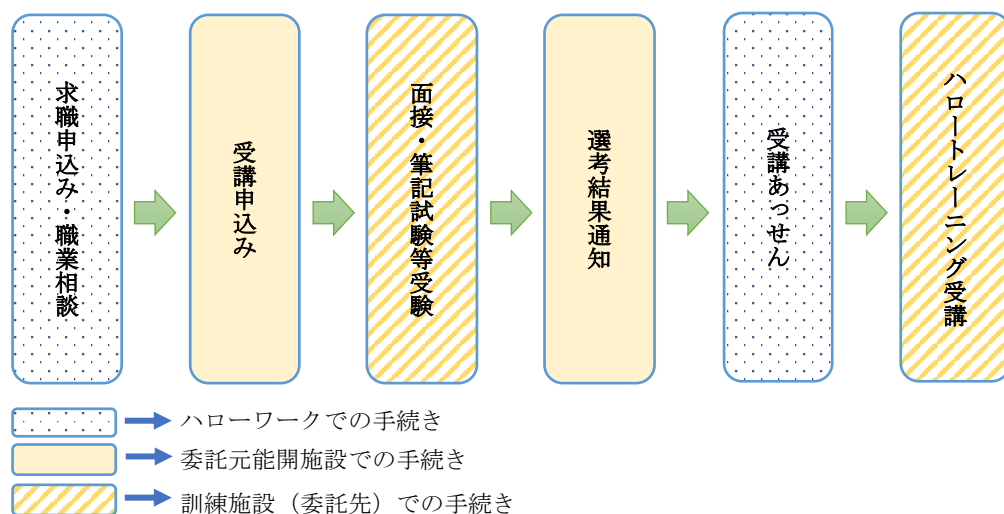 求職申込み・職業相談
受講申込み
面接・筆記試験等受験
選考結果通知
受講あっせん
ハロートレーニング受講
ハローワークでの手続き
委託元能開施設での手続き
訓練施設（委託先）での手続き